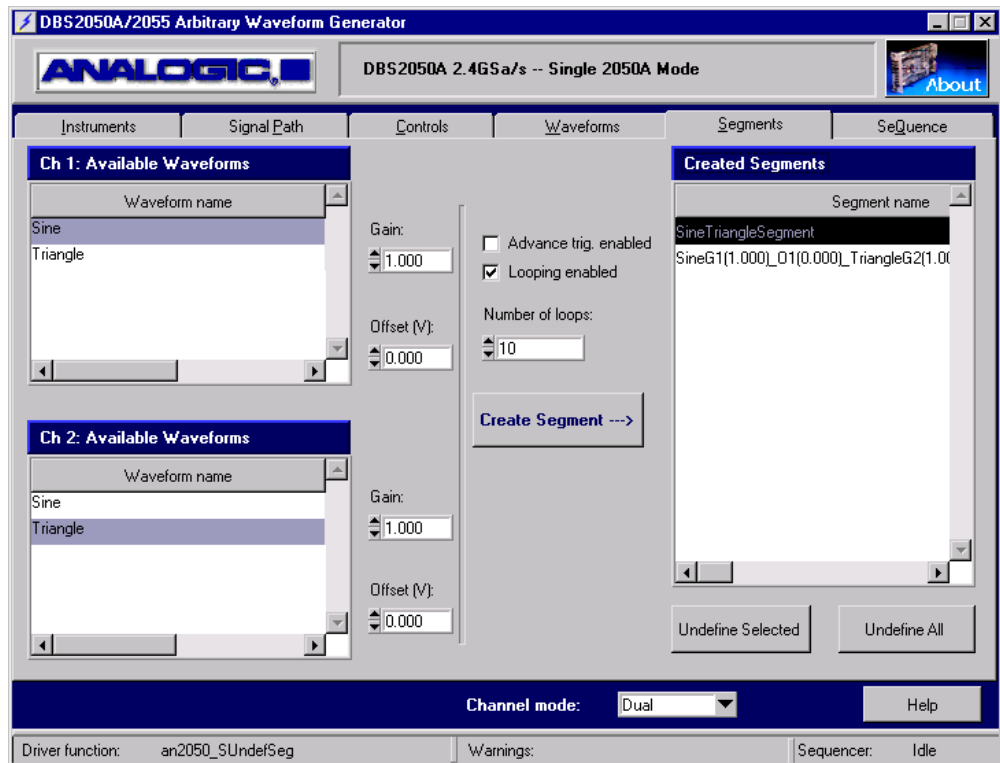 DBS2050A/2055 Arbitrary Waveform Generator
ANALOGIC.
DBS2050A 2.4GSa/s -- Single 2050A Mode
About
Instruments
Signal Path
Controls
Waveforms
Segments
SeQuence
Ch 1: Available Waveforms
Waveform name
Sine
Triangle
Gain:
1.000
Offset (V):
0.000
Ch 2: Available Waveforms
Waveform name
Sine
Triangle
Gain:
1.000
Offset (V):
0.000
Advance trig. enabled
Looping enabled
Number of loops:
10
Create Segment --->
Created Segments
Segment name
SineTriangleSegment
SineG1(1.000)_O1(0.000)_TriangleG2(1.00
Undefine Selected
Undefine All
Channel mode:
Dual
Help
Driver function: an2050_SUndefSeg
Warnings:
Sequencer: Idle